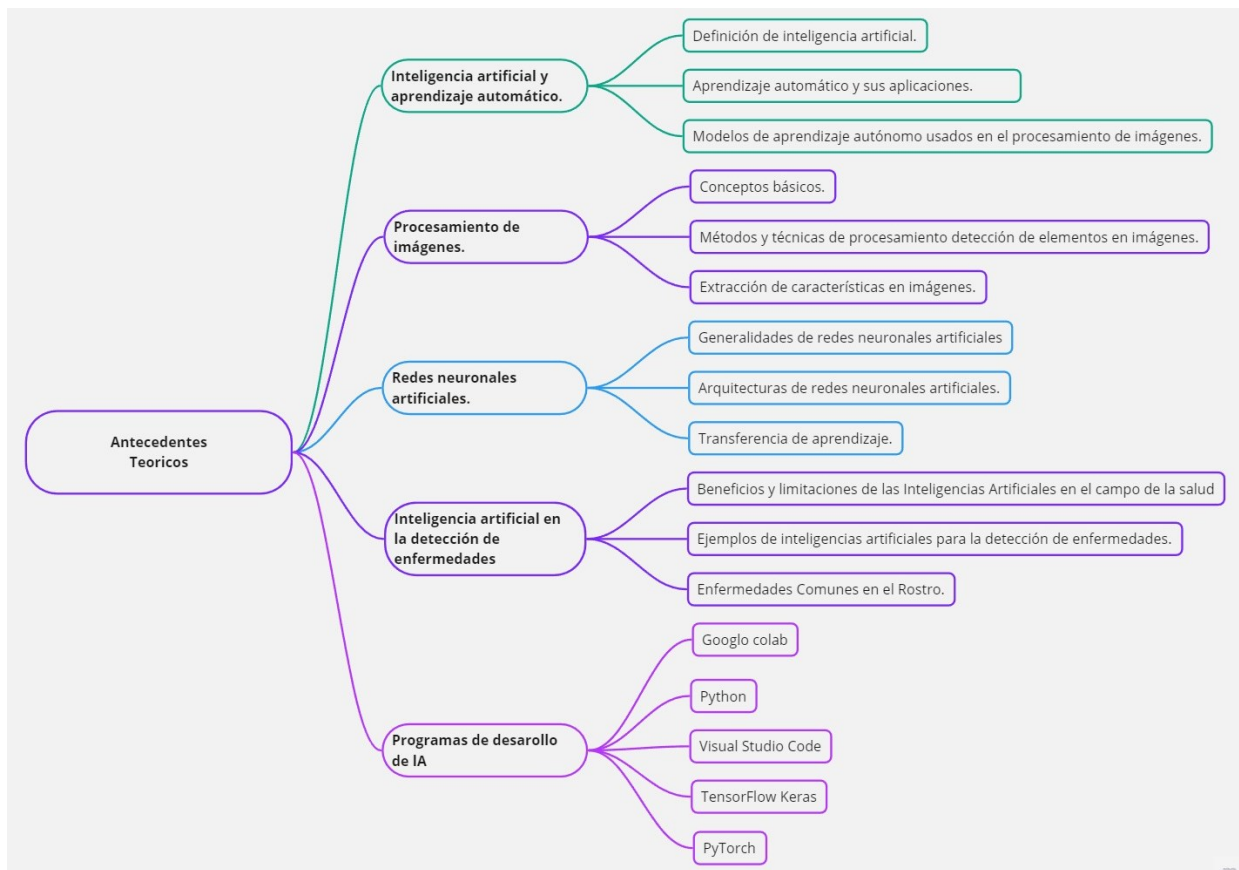 Antecedentes
Teoricos
Inteligencia artificial y
aprendizaje automático.
Definición de inteligencia artificial.
Aprendizaje automático y sus aplicaciones.
Modelos de aprendizaje autónomo usados en el procesamiento de imágenes.
Procesamiento de
imágenes.
Conceptos básicos.
Métodos y técnicas de procesamiento detección de elementos en imágenes.
Extracción de características en imágenes.
Redes neuronales
artificiales.
Generalidades de redes neuronales artificiales
Arquitecturas de redes neuronales artificiales.
Transferencia de aprendizaje.
Inteligencia artificial en
la detección de
enfermedades
Beneficios y limitaciones de las Inteligencias Artificiales en el campo de la salud
Ejemplos de inteligencias artificiales para la detección de enfermedades.
Enfermedades Comunes en el Rostro.
Programas de desarollo
de IA
Googlo colab
Python
Visual Studio Code
TensorFlow Keras
PyTorch